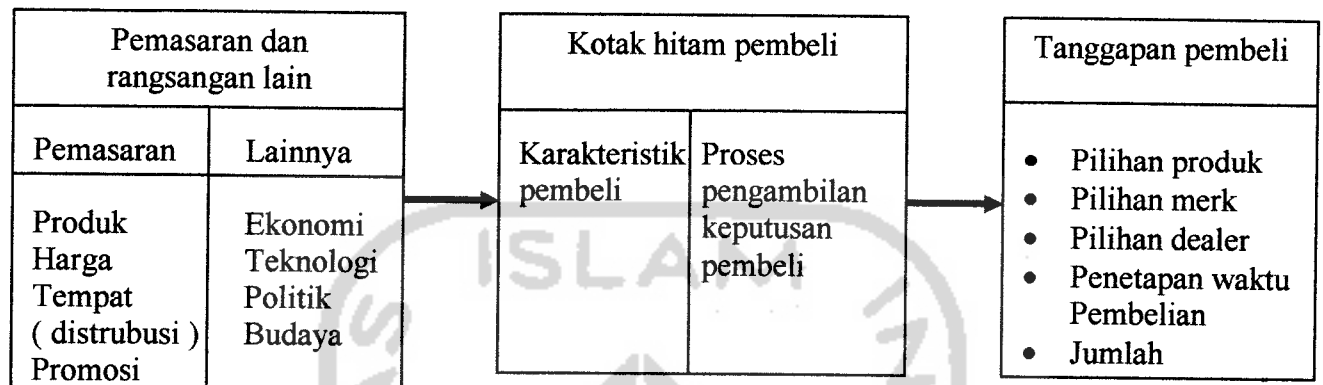 Pemasaran dan
rangsangan lain
Pemasaran
Lainnya
Produk
Harga
Tempat
( distrubusi )
Promosi
Ekonomi
Teknologi
Politik
Budaya
Kotak hitam pembeli
Karakteristik
pembeli
Proses
pengambilan
keputusan
pembeli
Tanggapan pembeli
• Pilihan produk
• Pilihan merk
• Pilihan dealer
• Penetapan waktu
Pembelian
• Jumlah
ISLAM